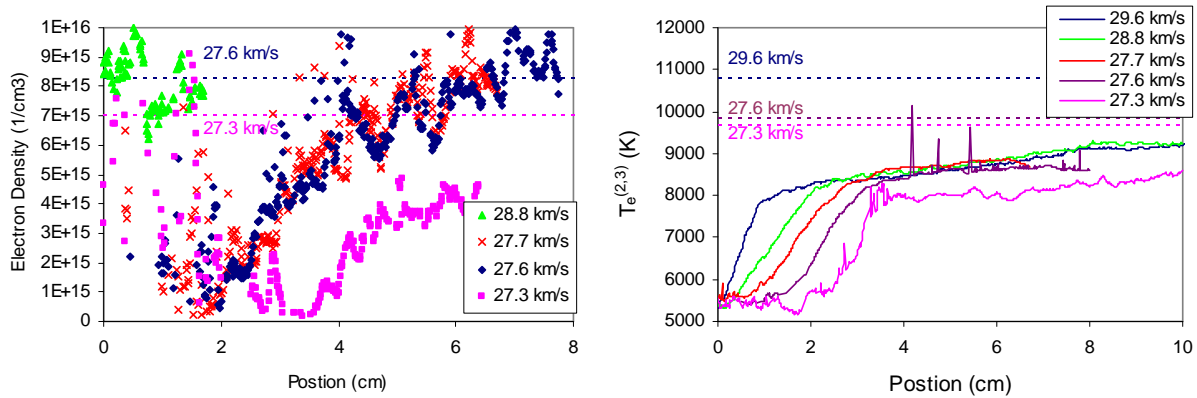 1E+16
9E+15
8E+15
7E+15
6E+15
5E+15
4E+15
3E+15
2E+15
1E+15
0
Electron Density (1/cm3)
27.6 km/s
27.3 km/s
28.8 km/s
27.7 km/s
27.6 km/s
27.3 km/s
0 2 4 6 8
Postion (cm)
12000
11000
10000
9000
8000
7000
6000
5000
Te(2,3) (K)
29.6 km/s
27.6 km/s
27.3 km/s
29.6 km/s
28.8 km/s
27.7 km/s
27.6 km/s
27.3 km/s
0 2 4 6 8 10
Postion (cm)